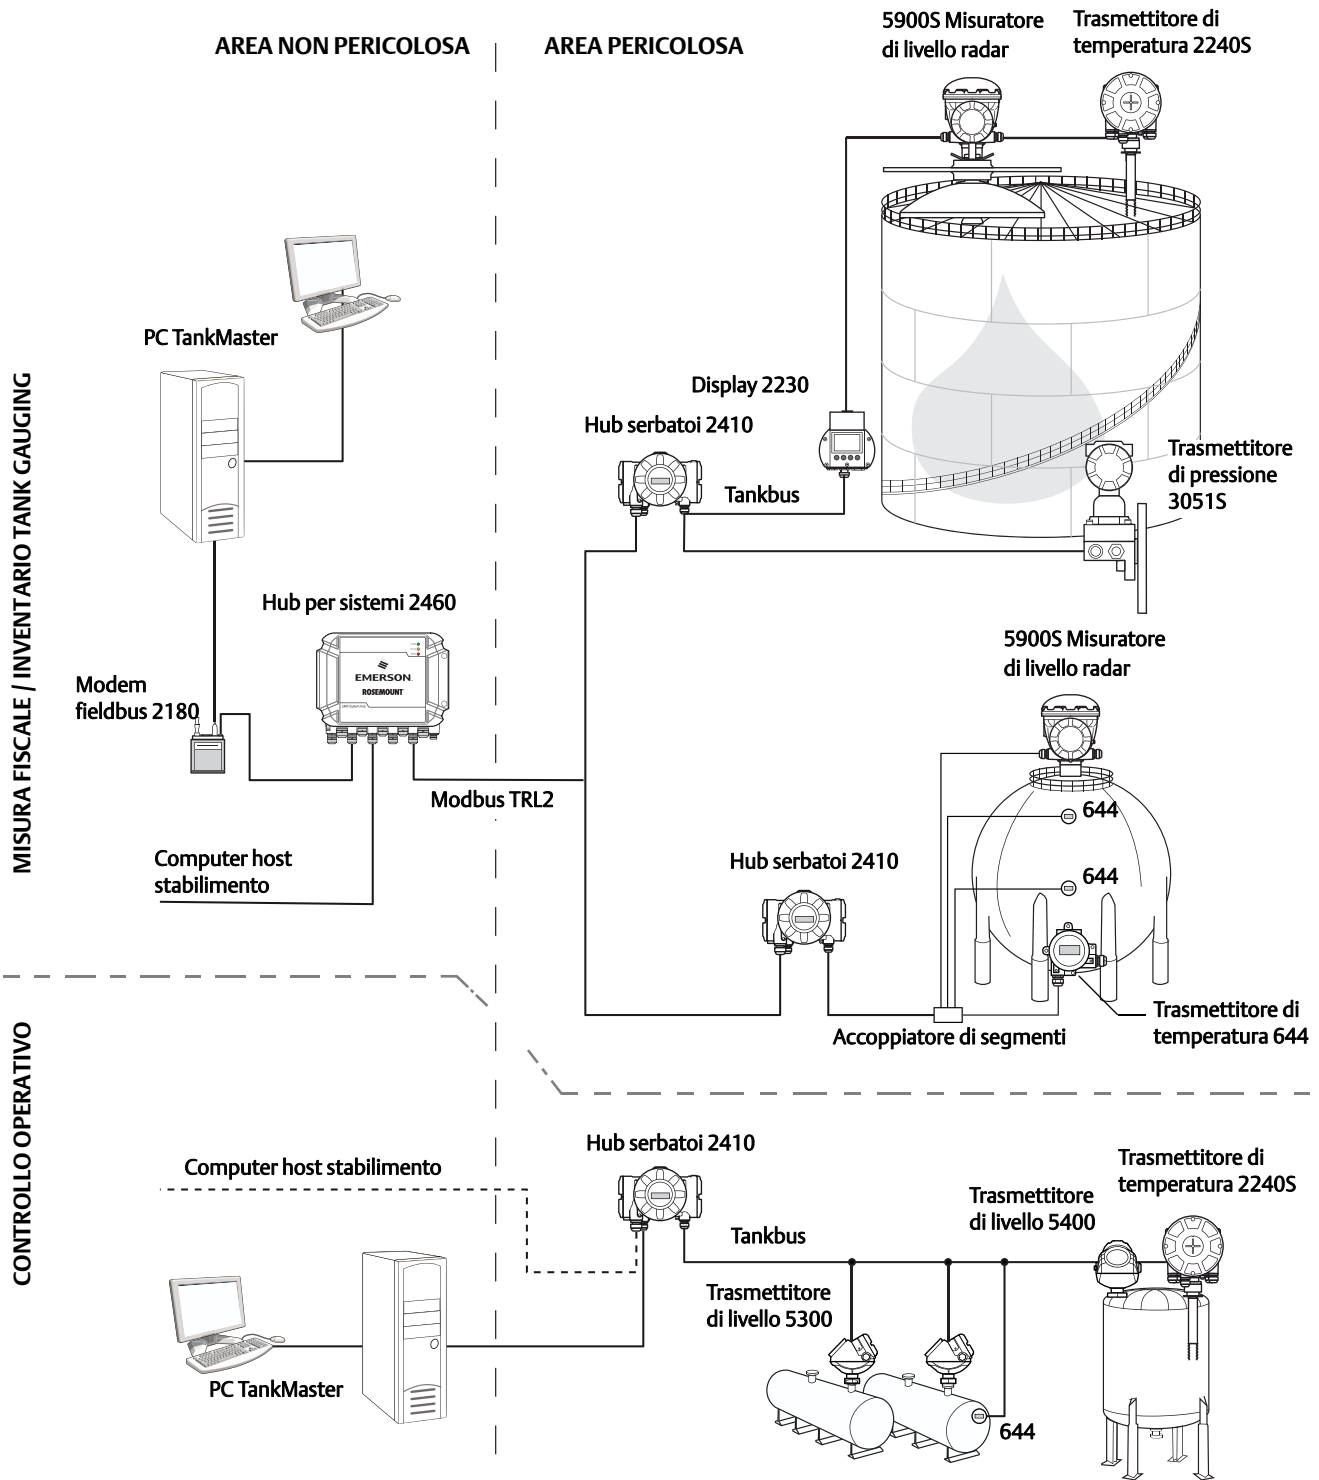 AREA NON PERICOLOSA
AREA PERICOLOSA
5900S Misuratore
di livello radar
Trasmettitore di
temperatura 2240S
PC TankMaster
Display 2230
Hub serbatoi 2410
Tankbus
Trasmettitore
di pressione
3051S
MISURA FISCALE / INVENTARIO TANK GAUGING
Hub per sistemi 2460
EMERSON
ROSEMOUNT
Modem
fieldbus 2180
Modbus TRL2
Computer host
stabilimento
5900S Misuratore
di livello radar
644
644
Hub serbatoi 2410
Accoppiatore di segmenti
Trasmettitore di
temperatura 644
CONTROLLO OPERATIVO
Computer host stabilimento
Hub serbatoi 2410
Tankbus
Trasmettitore
di livello 5400
Trasmettitore di
temperatura 2240S
Trasmettitore
di livello 5300
PC TankMaster
644